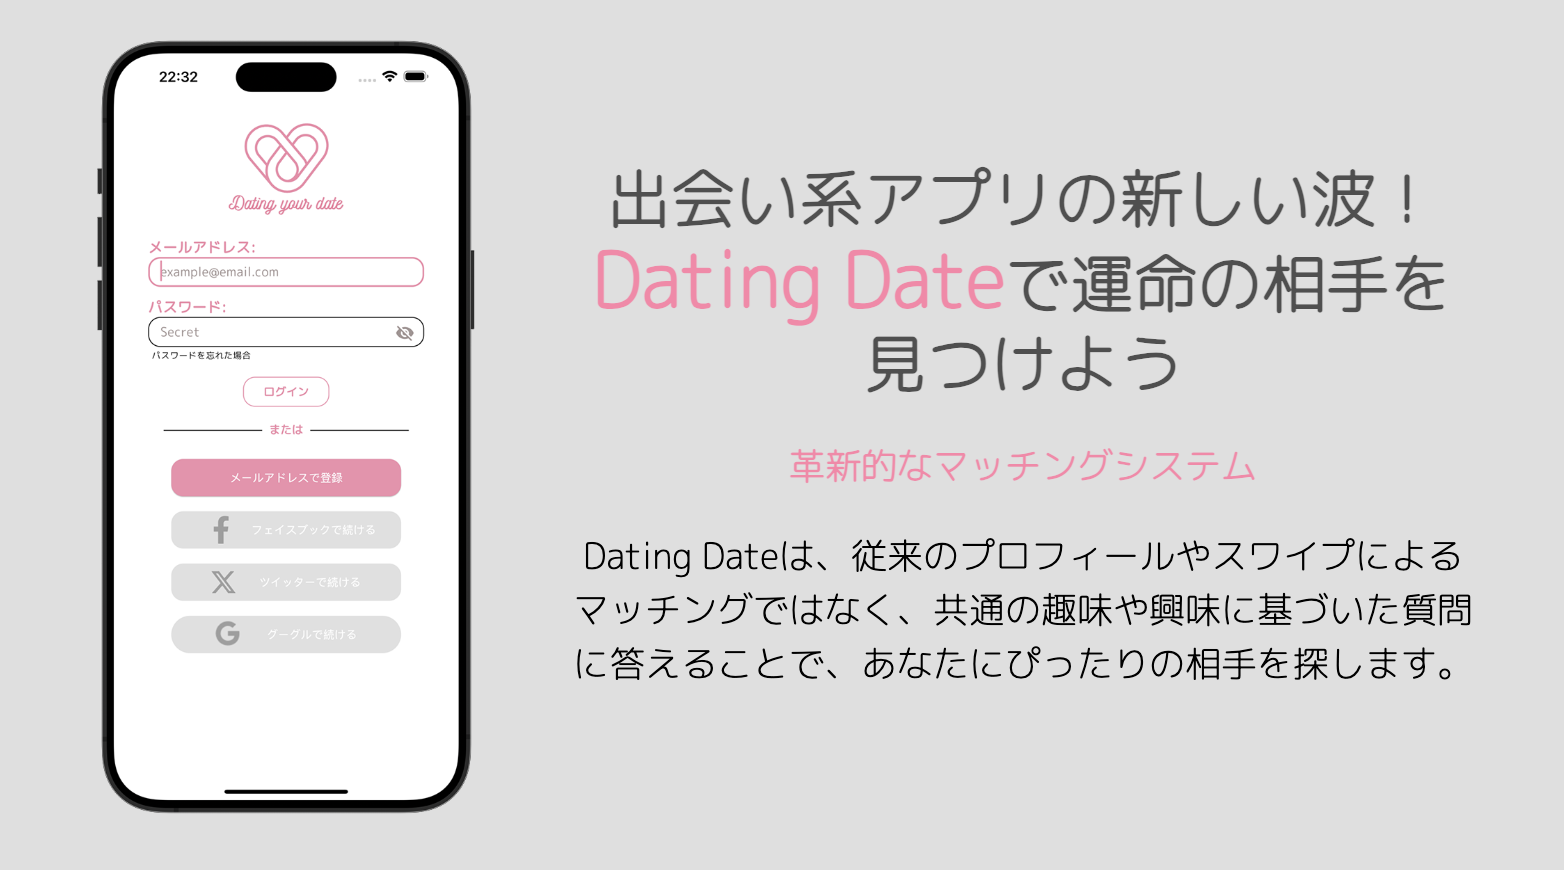 22:32
Dating your date
メールアドレス:
example@email.com
パスワード:
Secret
パスワードを忘れた場合
ログイン
または
メールアドレスで登録
フェイスブックで続ける
ツイッターで続ける
グーグルで続ける
出会い系アプリの新しい波！
Dating Dateで運命の相手を
見つけよう
革新的なマッチングシステム
Dating Dateは、従来のプロフィールやスワイプによる
マッチングではなく、共通の趣味や興味に基づいた質問
に答えることで、あなたにぴったりの相手を探します。